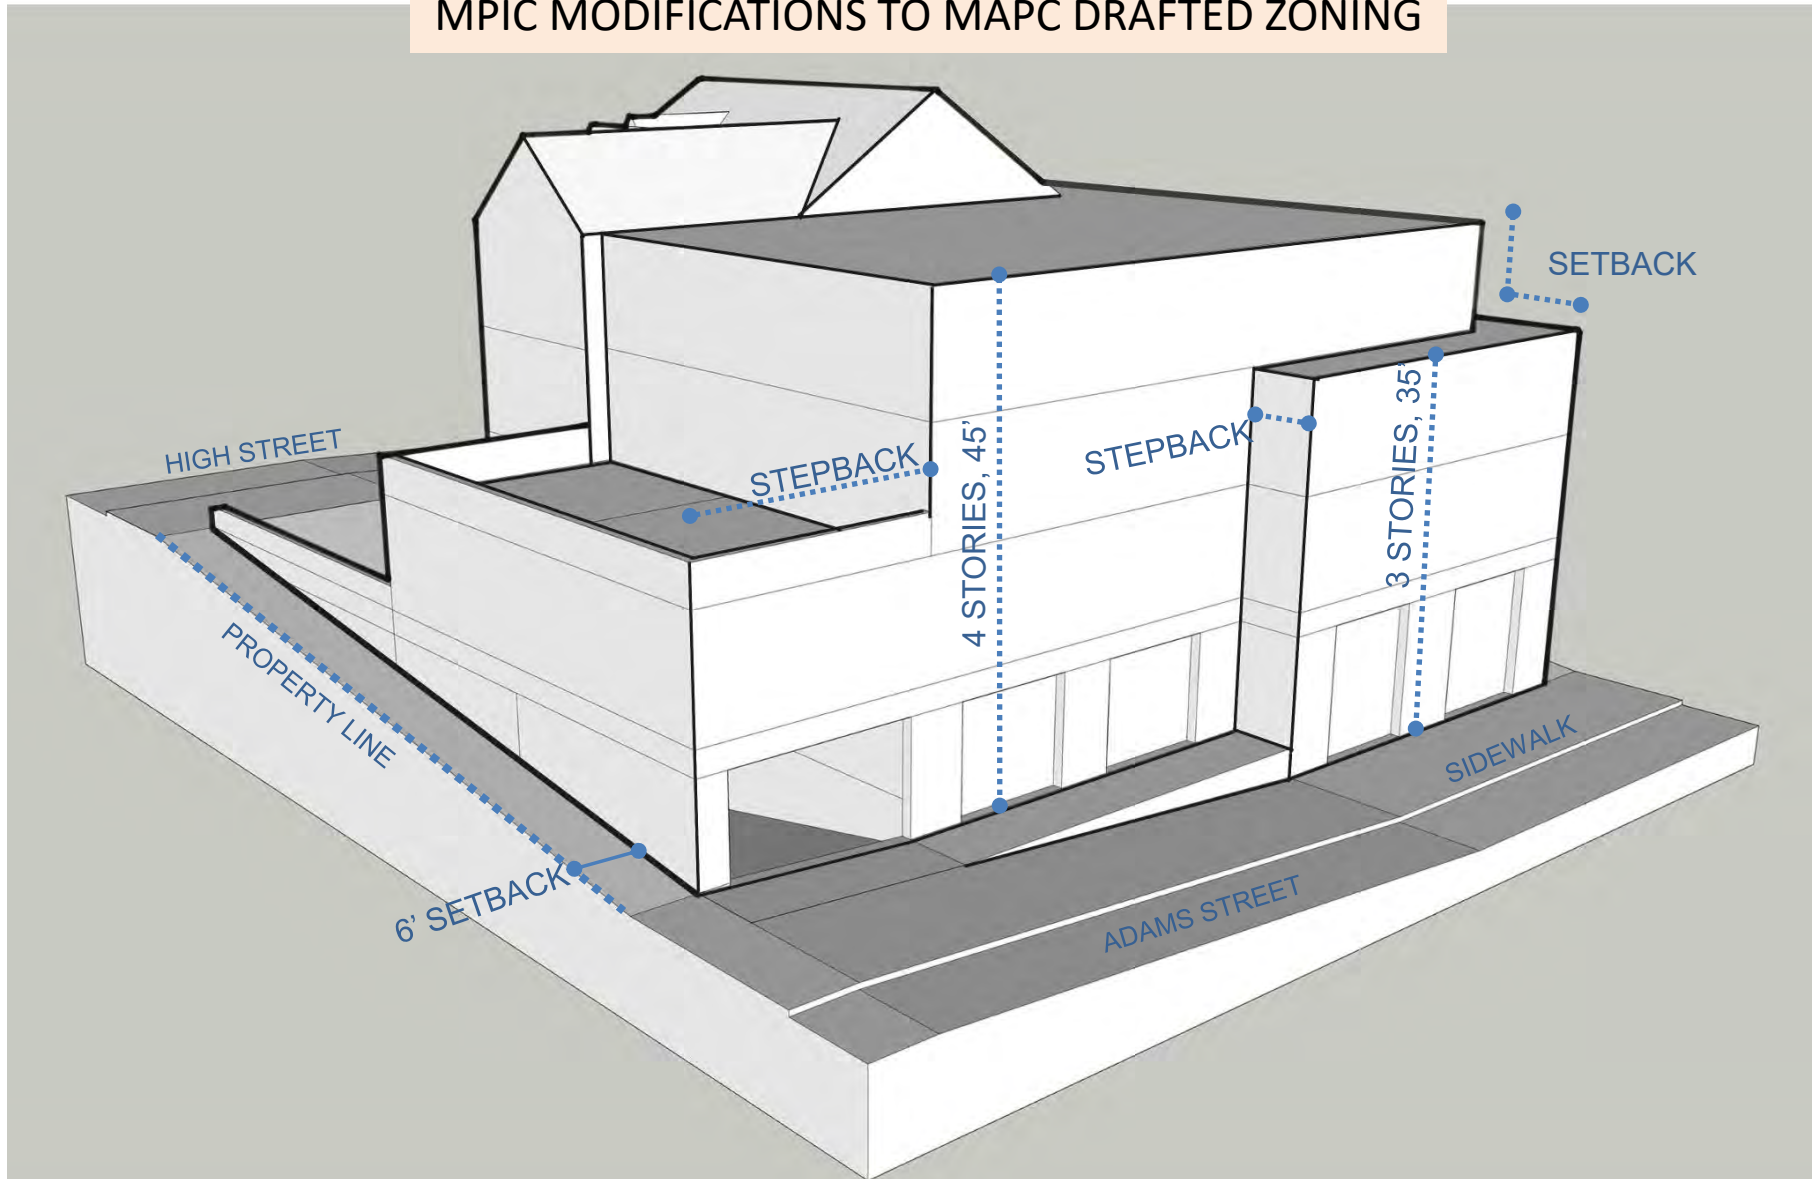 MPIC MODIFICATIONS TO MAPC DRAFTED ZONING
SETBACK
HIGH STREET
STEPBACK
4 STORIES, 45'
STEPBACK
3 STORIES, 35'
PROPERTY LINE
6’ SETBACK
SIDEWALK
ADAMS STREET